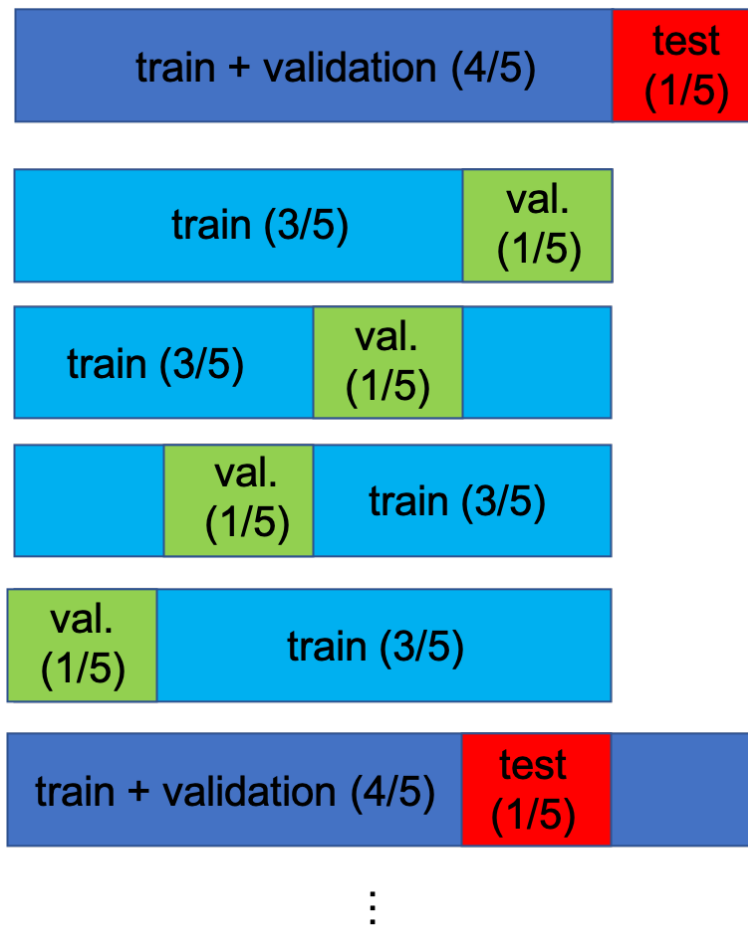 train + validation (4/5)
test
(1/5)
train (3/5)
val.
(1/5)
train (3/5)
val.
(1/5)
val.
(1/5)
train (3/5)
val.
(1/5)
train (3/5)
train + validation (4/5)
test
(1/5)
⋮